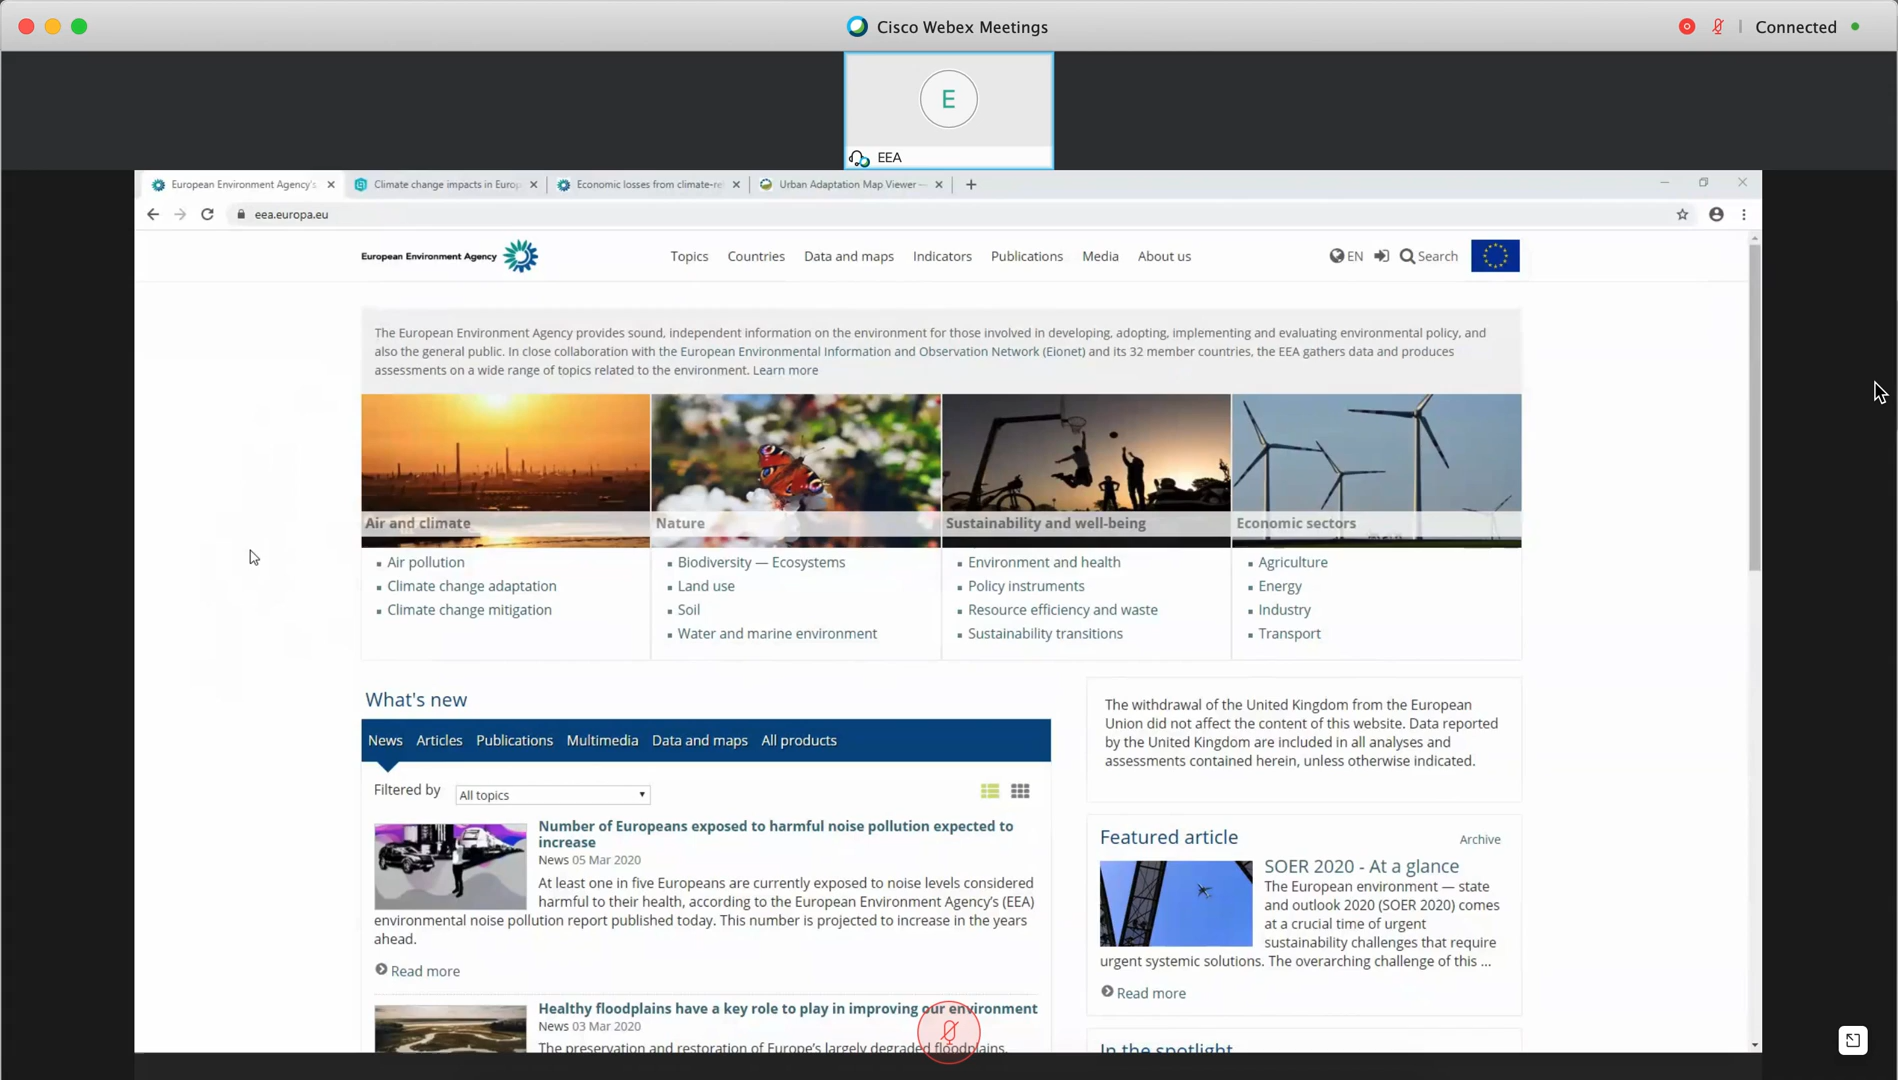 Cisco Webex Meetings
Connected
E
EEA
European Environment Agency's
Climate change impacts in Europ
Economic losses from climate-re
Urban Adaptation Map Viewer —
eea.europa.eu
European Environment Agency
Topics Countries Data and maps Indicators Publications Media About us
EN Search
The European Environment Agency provides sound, independent information on the environment for those involved in developing, adopting, implementing and evaluating environmental policy, and
also the general public. In close collaboration with the European Environmental Information and Observation Network (Eionet) and its 32 member countries, the EEA gathers data and produces
assessments on a wide range of topics related to the environment. Learn more
Air and climate
Air pollution
Climate change adaptation
Climate change mitigation
Nature
Biodiversity — Ecosystems
Land use
Soil
Water and marine environment
Sustainability and well-being
Environment and health
Policy instruments
Resource efficiency and waste
Sustainability transitions
Economic sectors
Agriculture
Energy
Industry
Transport
What's new
News Articles Publications Multimedia Data and maps All products
Filtered by All topics
Number of Europeans exposed to harmful noise pollution expected to
increase
News 05 Mar 2020
At least one in five Europeans are currently exposed to noise levels considered
harmful to their health, according to the European Environment Agency's (EEA)
environmental noise pollution report published today. This number is projected to increase in the years
ahead.
Read more
Healthy floodplains have a key role to play in improving our environment
News 03 Mar 2020
The preservation and restoration of Europe's largely degraded floodplains,
The withdrawal of the United Kingdom from the European
Union did not affect the content of this website. Data reported
by the United Kingdom are included in all analyses and
assessments contained herein, unless otherwise indicated.
Featured article
Archive
SOER 2020 - At a glance
The European environment — state
and outlook 2020 (SOER 2020) comes
at a crucial time of urgent
sustainability challenges that require
urgent systemic solutions. The overarching challenge of this ...
Read more
In the spotlight